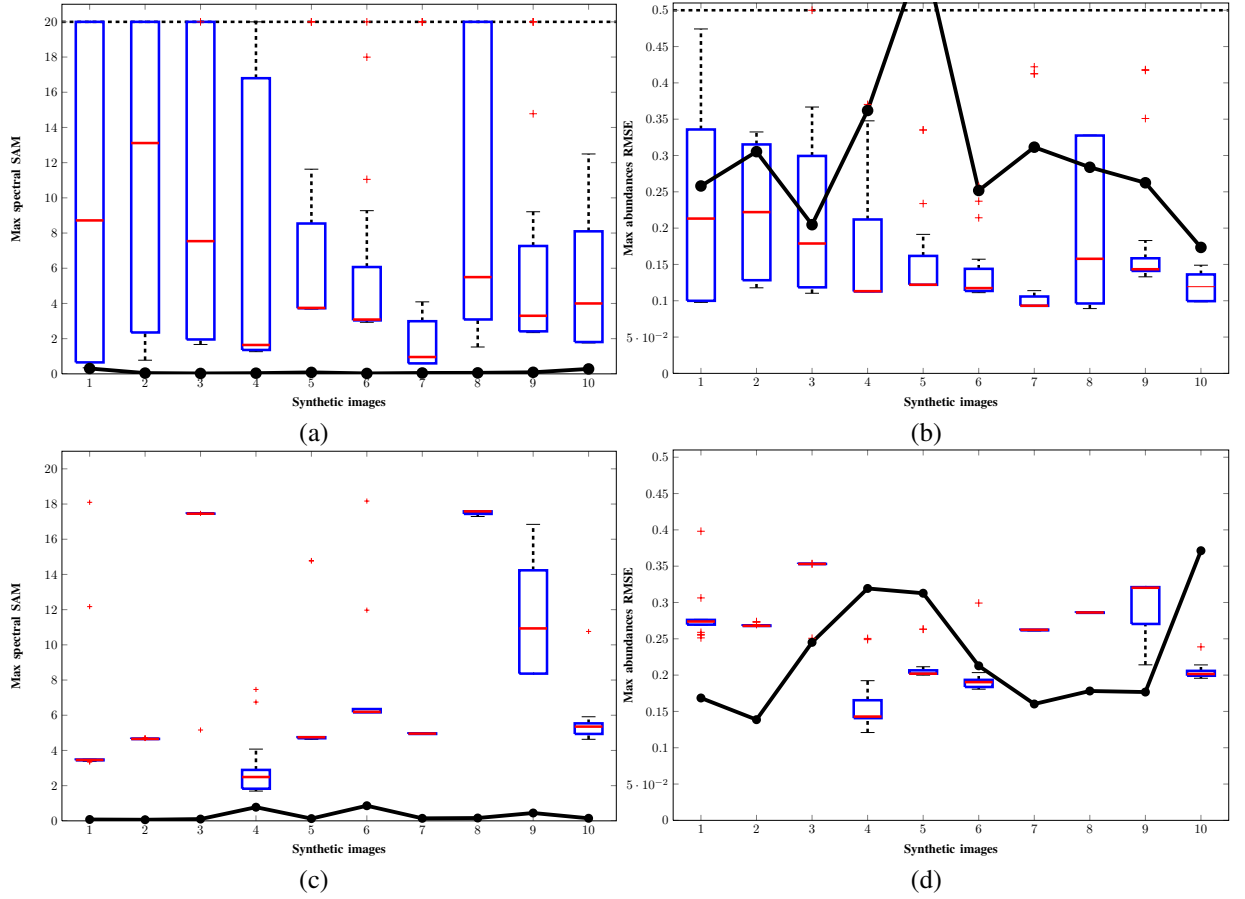 20
18
16
14
12
10
8
6
4
2
0
Max spectral SAM
1 2 3 4 5 6 7 8 9 10
Synthetic images
(a)
0.5
0.45
0.4
0.35
0.3
0.25
0.2
0.15
0.1
5 · 10⁻²
0
Max abundances RMSE
1 2 3 4 5 6 7 8 9 10
Synthetic images
(b)
20
18
16
14
12
10
8
6
4
2
0
Max spectral SAM
1 2 3 4 5 6 7 8 9 10
Synthetic images
(c)
0.5
0.45
0.4
0.35
0.3
0.25
0.2
0.15
0.1
5 · 10⁻²
0
Max abundances RMSE
1 2 3 4 5 6 7 8 9 10
Synthetic images
(d)